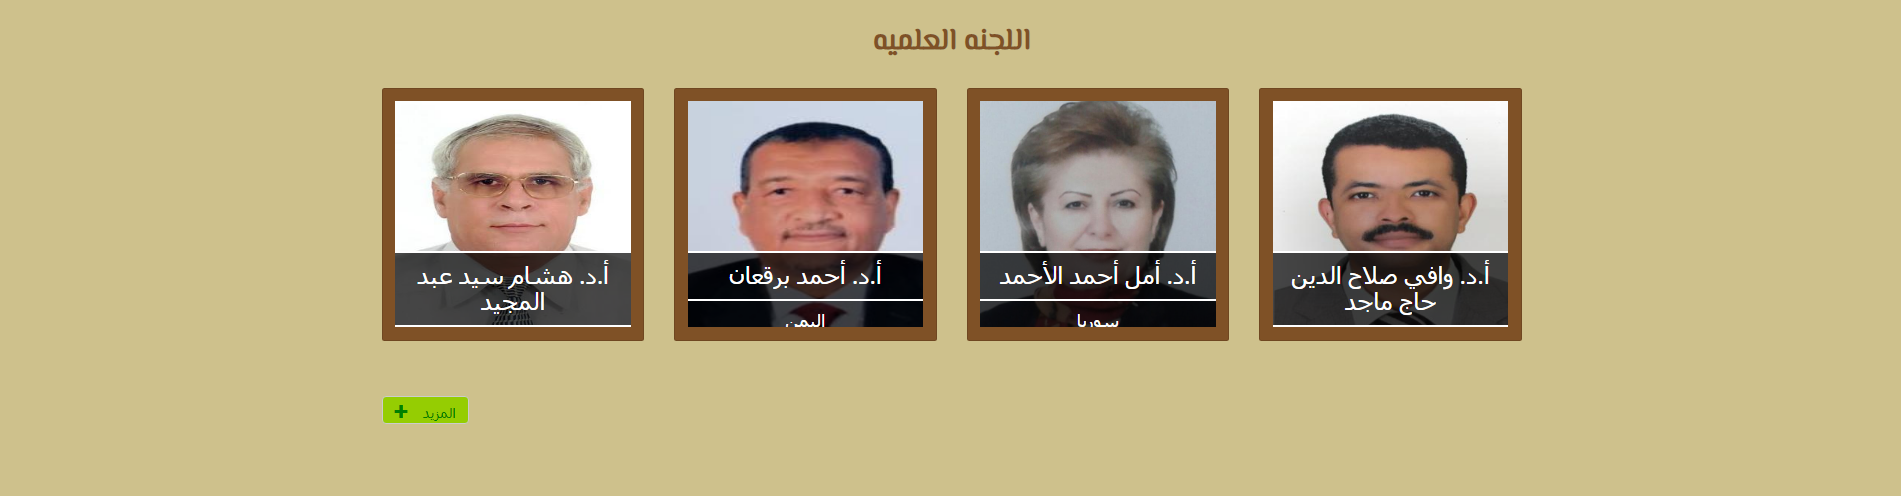 اللجنه العلميه
أ.د. وافي صلاح الدين
حاج ماجد
أ.د. أمل أحمد الأحمد
سوريا
أ.د. أحمد برقعان
اليمن
أ.د. هشام سيد عبد
المجيد
المزيد